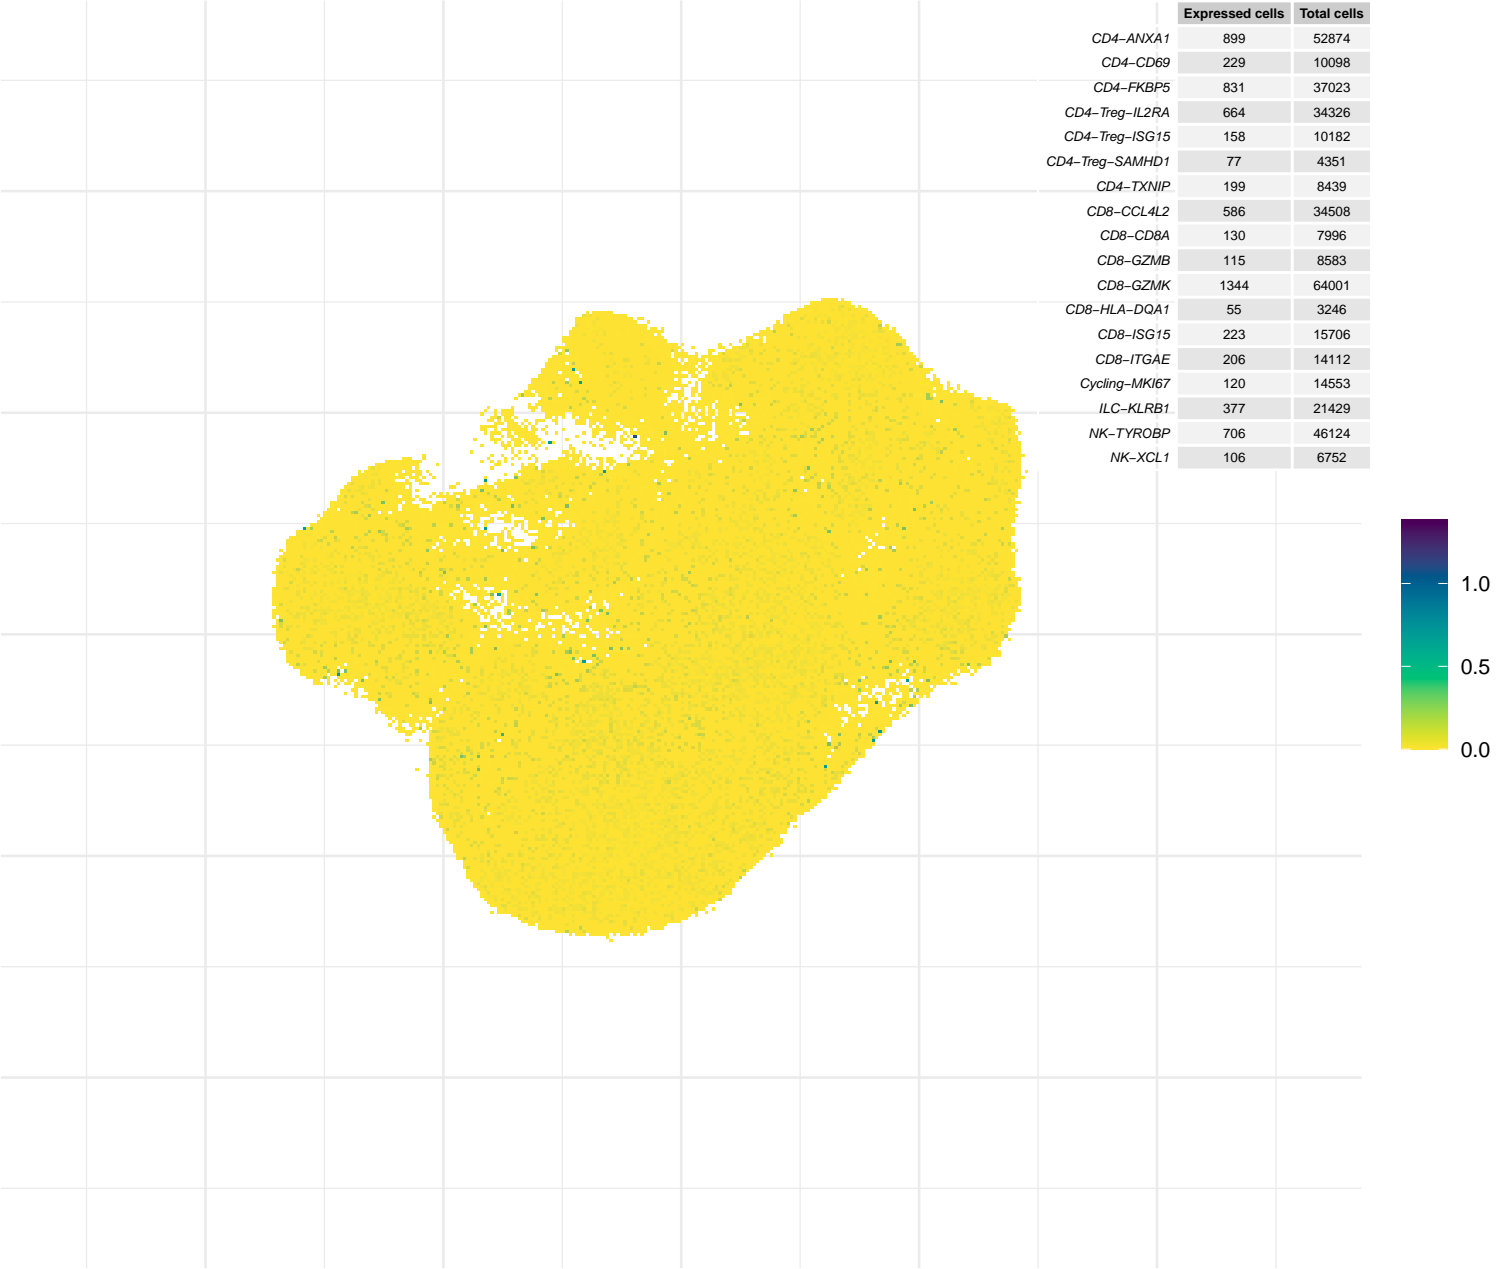 Expressed cells Total cells
CD4−ANXA1 899 52874
CD4−CD69 229 10098
CD4−FKBP5 831 37023
CD4−Treg−IL2RA 664 34326
CD4−Treg−ISG15 158 10182
CD4−Treg−SAMHD1 77 4351
CD4−TXNIP 199 8439
CD8−CCL4L2 586 34508
CD8−CD8A 130 7996
CD8−GZMB 115 8583
CD8−GZMK 1344 64001
CD8−HLA−DQA1 55 3246
CD8−ISG15 223 15706
CD8−ITGAE 206 14112
Cycling−MKI67 120 14553
ILC−KLRB1 377 21429
NK−TYROBP 706 46124
NK−XCL1 106 6752
1.0
0.5
0.0